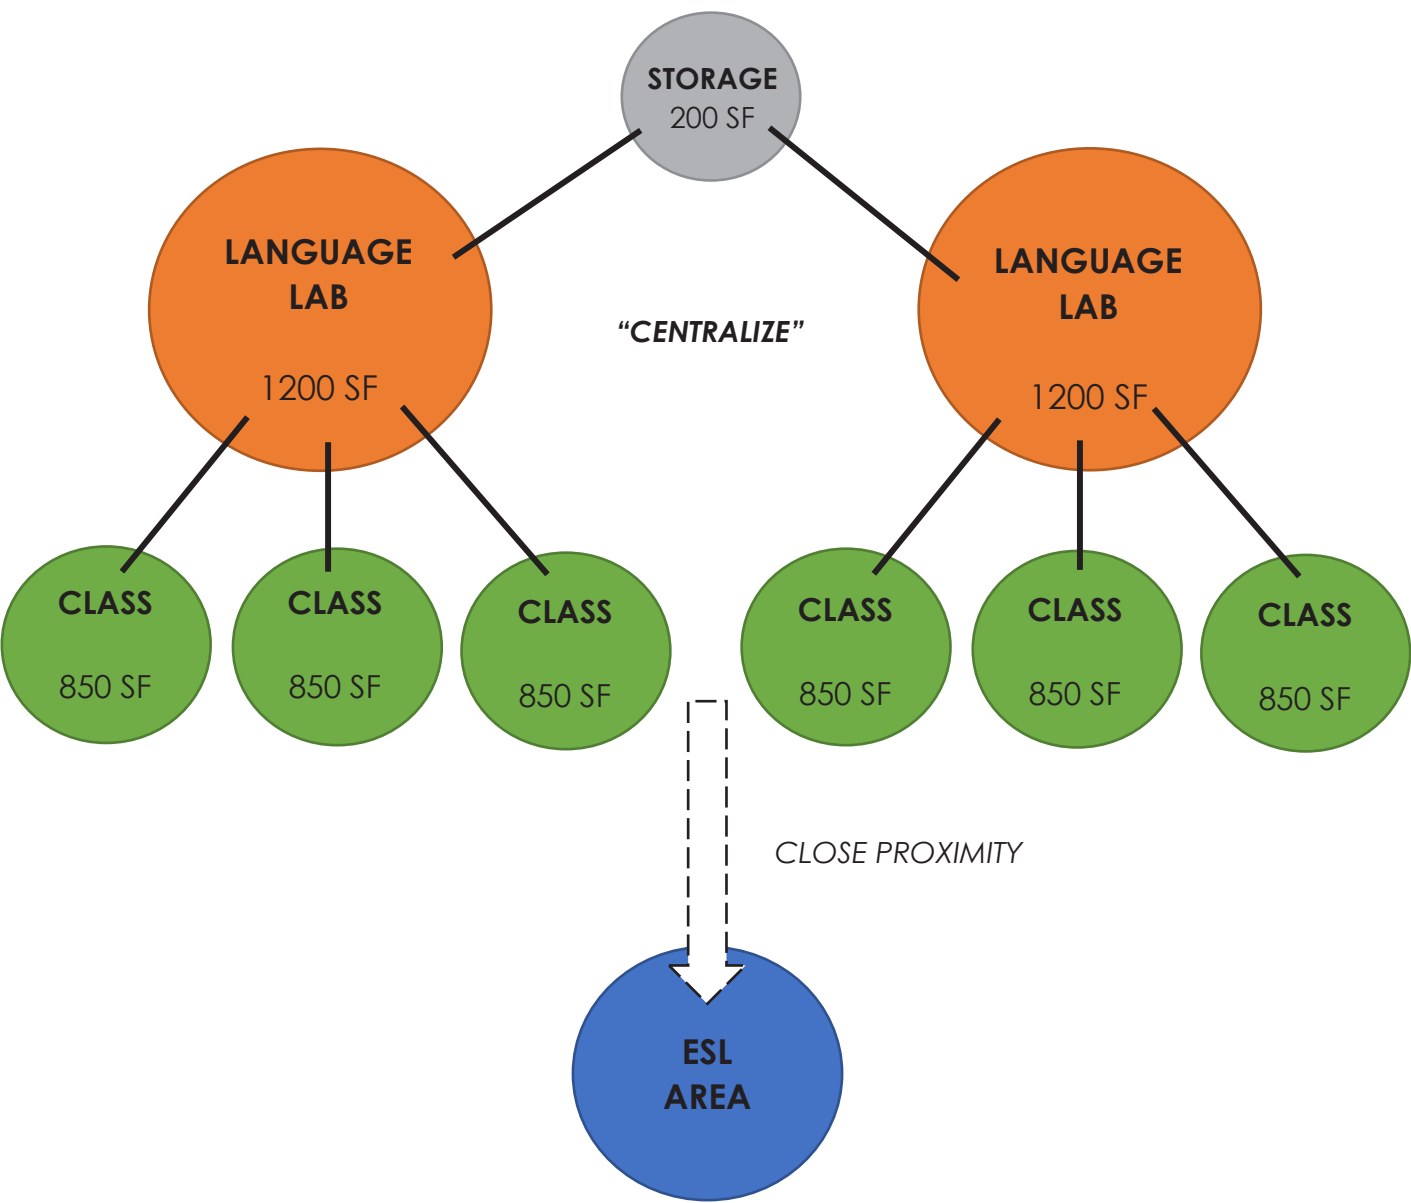 STORAGE
200 SF
LANGUAGE
LAB
1200 SF
LANGUAGE
LAB
1200 SF
“CENTRALIZE”
CLASS
850 SF
CLASS
850 SF
CLASS
850 SF
CLASS
850 SF
CLASS
850 SF
CLASS
850 SF
CLOSE PROXIMITY
ESL
AREA